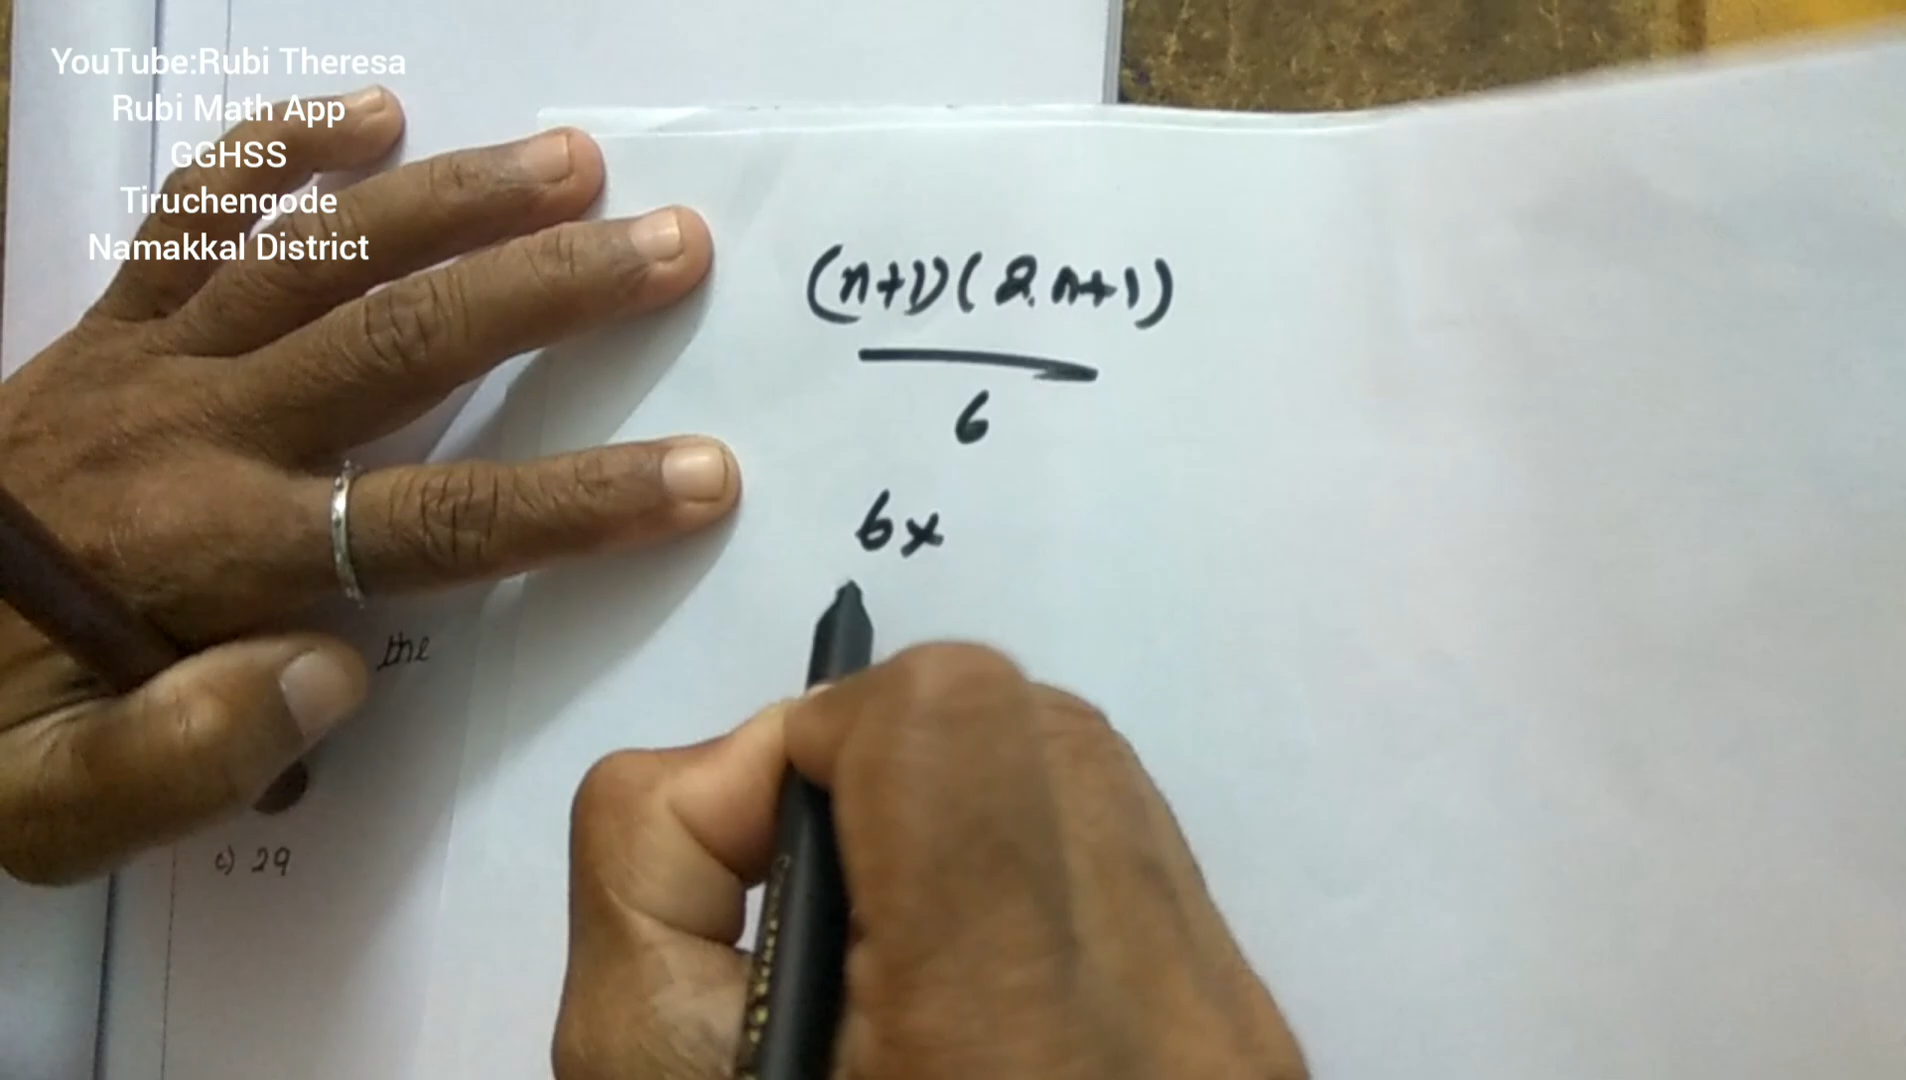 YouTube:Rubi Theresa
Rubi Math App
GGHSS
Tiruchengode
Namakkal District
(n+1)(2n+1)
6
6x
the
c) 29